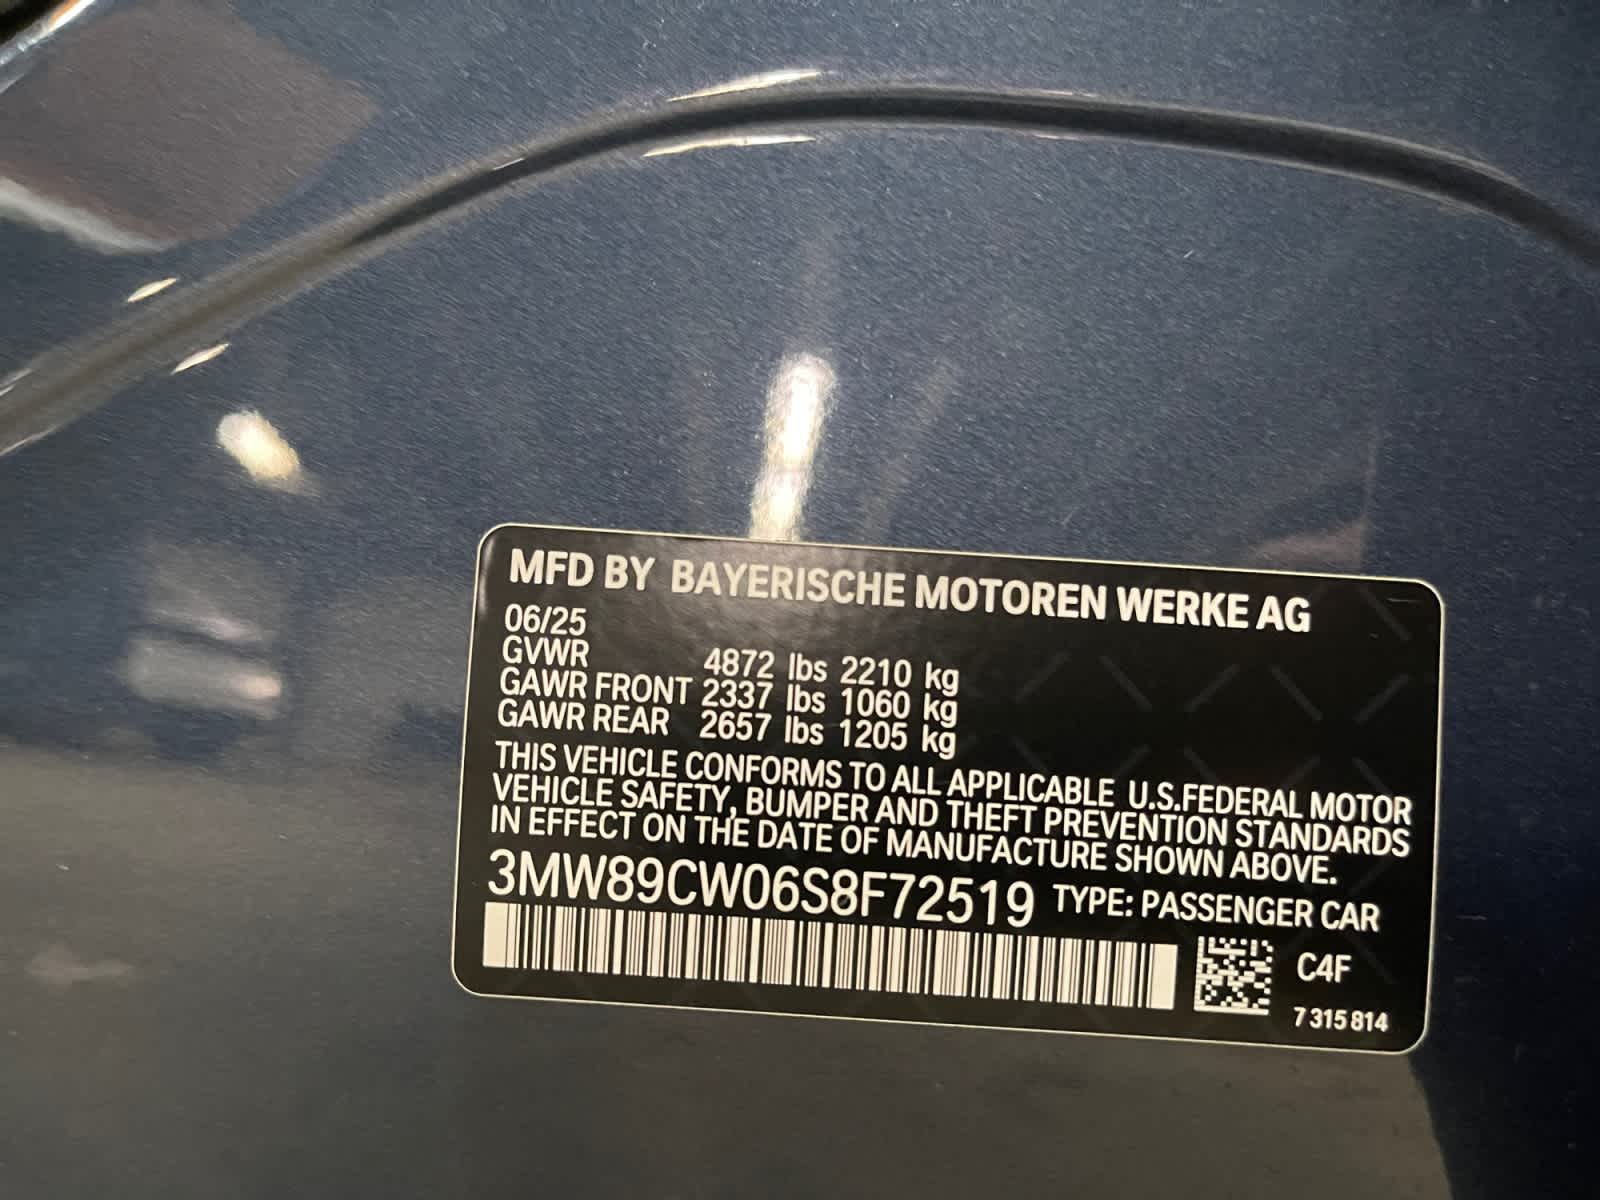 MFD BY BAYERISCHE MOTOREN WERKE AG
06/25
GVWR 4872 lbs 2210 kg
GAWR FRONT 2337 lbs 1060 kg
GAWR REAR 2657 lbs 1205 kg
THIS VEHICLE CONFORMS TO ALL APPLICABLE U.S.FEDERAL MOTOR
VEHICLE SAFETY, BUMPER AND THEFT PREVENTION STANDARDS
IN EFFECT ON THE DATE OF MANUFACTURE SHOWN ABOVE.
3MW89CW06S8F72519 TYPE: PASSENGER CAR
C4F
7 315 814